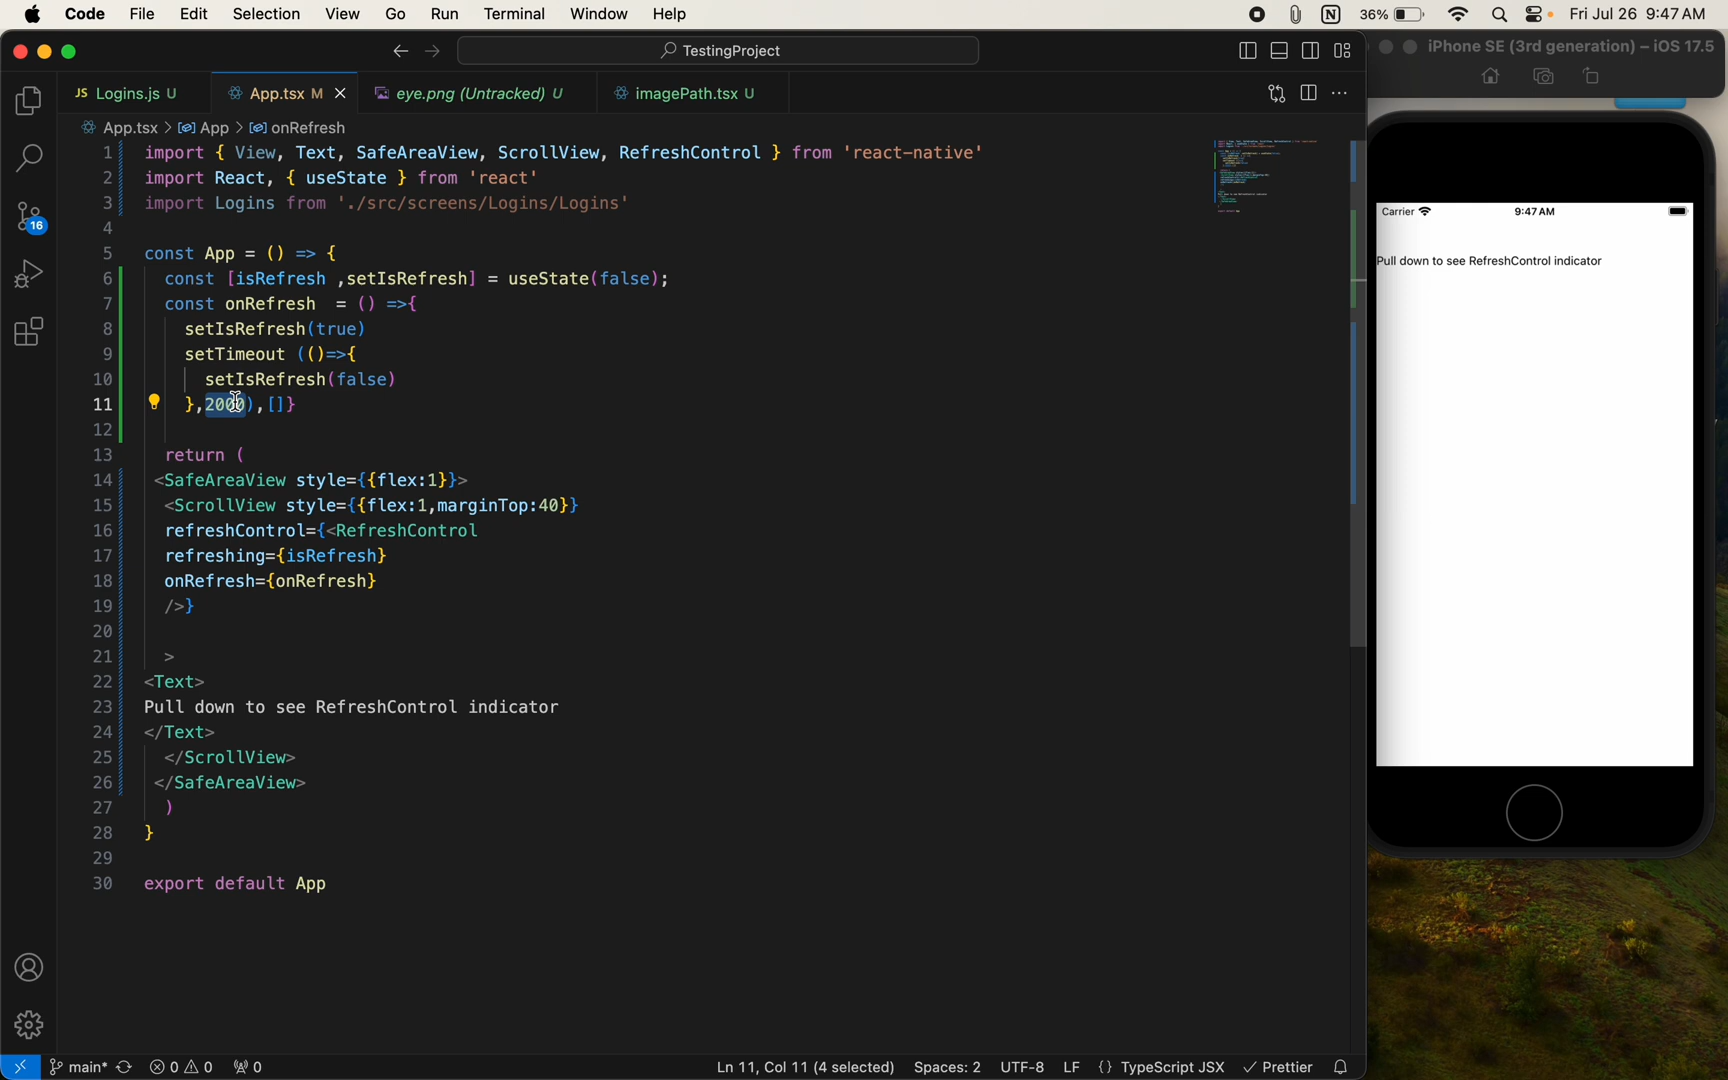 Code File Edit Selection View Go Run Terminal Window Help 36% Fri Jul 26 9:47 AM
TestingProject
iPhone SE (3rd generation) – iOS 17.5
JS Logins.js U App.tsx M eye.png (Untracked) U imagePath.tsx U
App.tsx > App > onRefresh
1 import { View, Text, SafeAreaView, ScrollView, RefreshControl } from 'react-native'
2 import React, { useState } from 'react'
3 import Logins from './src/screens/Logins/Logins'
4
5 const App = () => {
6 const [isRefresh ,setIsRefresh] = useState(false);
7 const onRefresh  = () =>{
8 setIsRefresh(true)
9 setTimeout (()=>{
10 setIsRefresh(false)
11 },2000),[]}
12
13 return (
14 <SafeAreaView style={{flex:1}}>
15 <ScrollView style={{flex:1,marginTop:40}}
16 refreshControl={<RefreshControl
17 refreshing={isRefresh}
18 onRefresh={onRefresh}
19 />}
20
21 >
22 <Text>
23 Pull down to see RefreshControl indicator
24 </Text>
25 </ScrollView>
26 </SafeAreaView>
27 )
28 }
29
30 export default App
16
Carrier 9:47 AM
Pull down to see RefreshControl indicator
main* 0 0 0 Ln 11, Col 11 (4 selected) Spaces: 2 UTF-8 LF {} TypeScript JSX Prettier